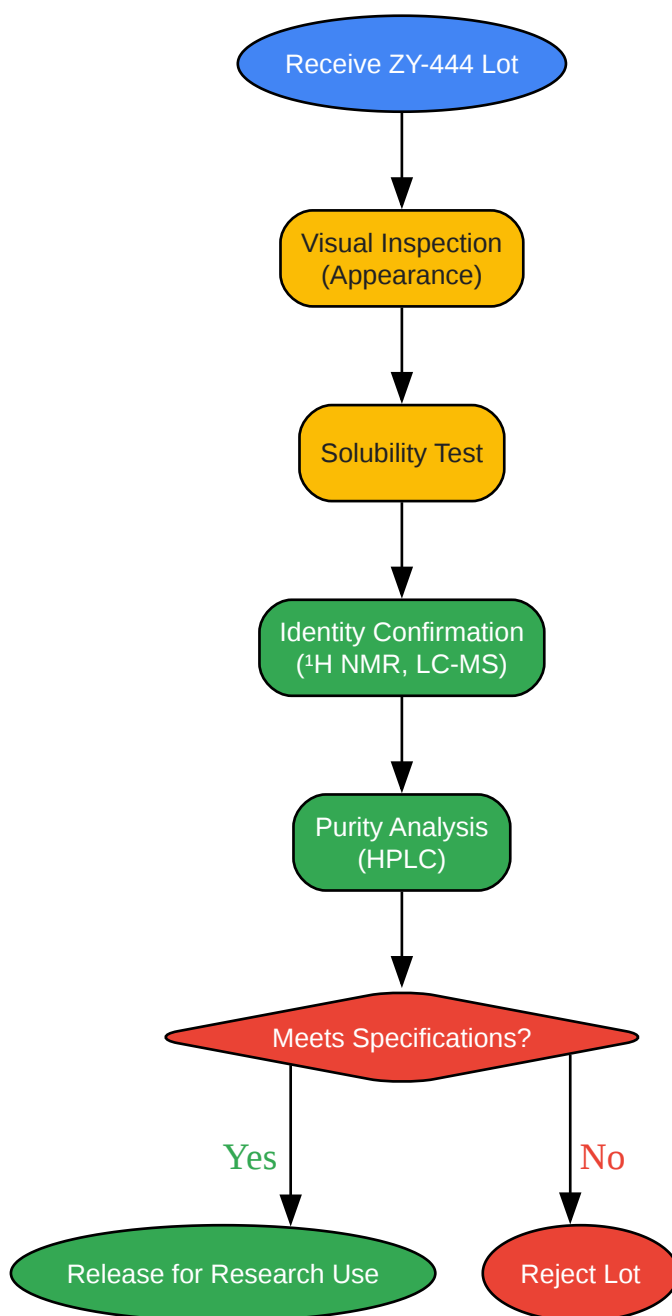 Receive ZY-444 Lot
Visual Inspection
(Appearance)
Solubility Test
Identity Confirmation
(¹H NMR, LC-MS)
Purity Analysis
(HPLC)
Meets Specifications?
Yes
No
Release for Research Use
Reject Lot